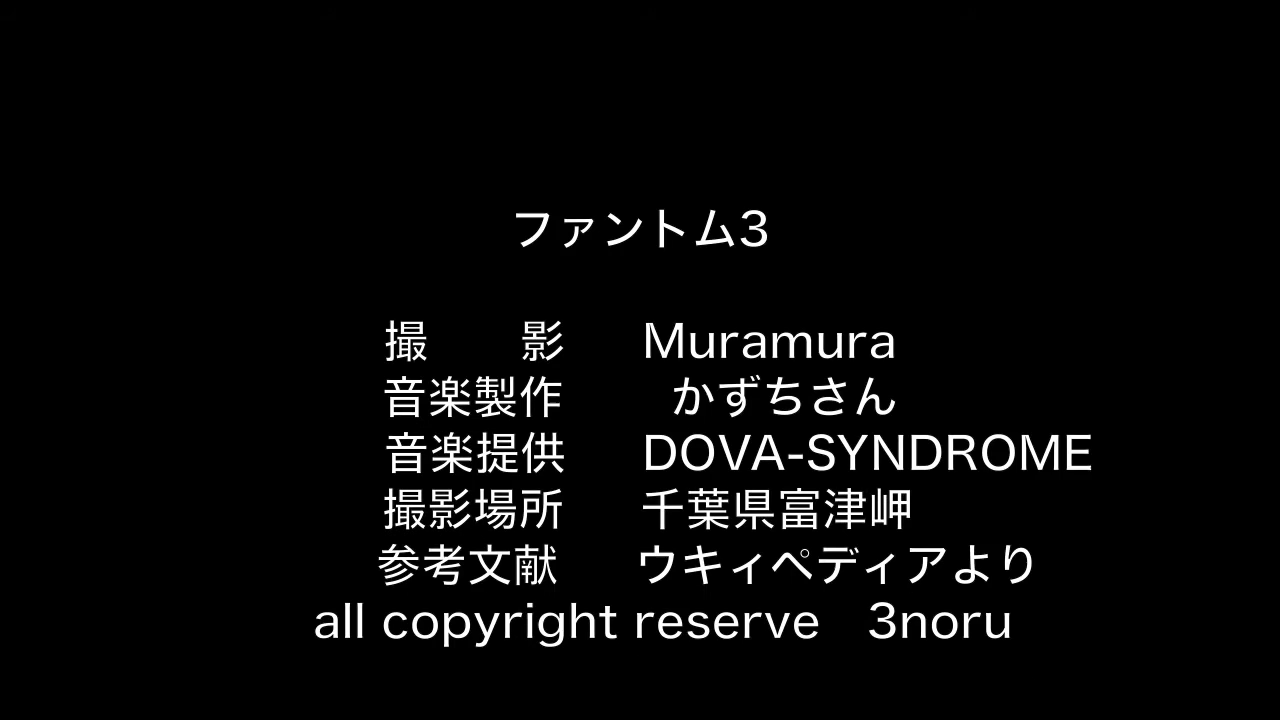 ファントム3
撮　　影　Muramura
音楽製作　かずちさん
音楽提供　DOVA-SYNDROME
撮影場所　千葉県富津岬
参考文献　ウキィペディアより
all copyright reserve　3noru